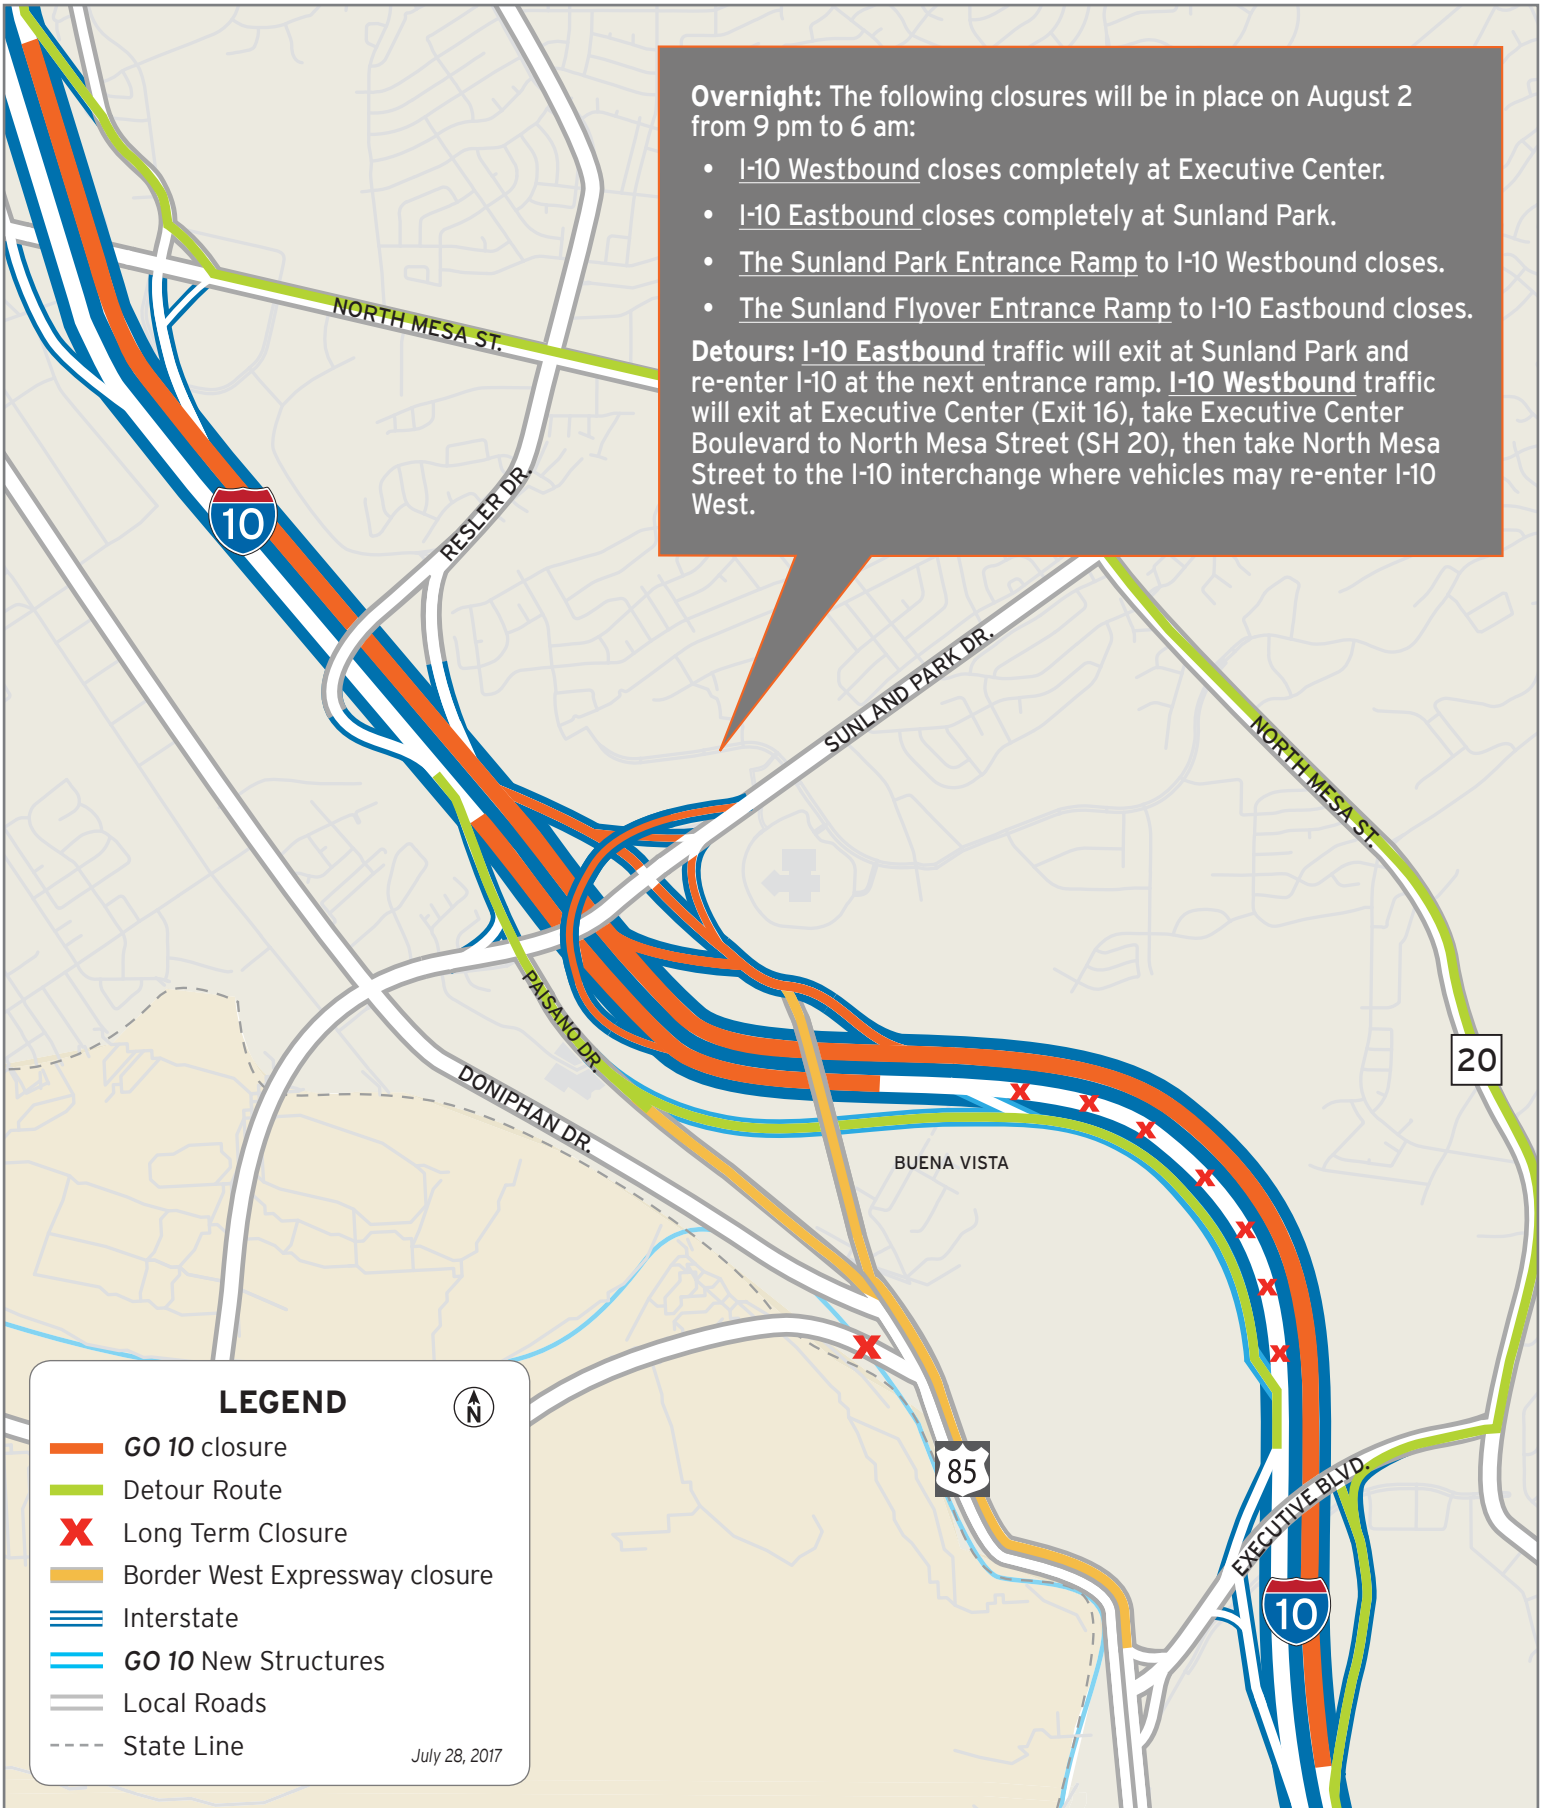 Overnight: The following closures will be in place on August 2
from 9 pm to 6 am:
• I-10 Westbound closes completely at Executive Center.
• I-10 Eastbound closes completely at Sunland Park.
• The Sunland Park Entrance Ramp to I-10 Westbound closes.
• The Sunland Flyover Entrance Ramp to I-10 Eastbound closes.
Detours: I-10 Eastbound traffic will exit at Sunland Park and
re-enter I-10 at the next entrance ramp. I-10 Westbound traffic
will exit at Executive Center (Exit 16), take Executive Center
Boulevard to North Mesa Street (SH 20), then take North Mesa
Street to the I-10 interchange where vehicles may re-enter I-10
West.
NORTH MESA ST.
10
RESLER DR.
SUNLAND PARK DR.
NORTH MESA ST.
PAISANO DR.
20
DONIPHAN DR.
BUENA VISTA
85
EXECUTIVE BLVD.
10
LEGEND
N
GO 10 closure
Detour Route
X Long Term Closure
Border West Expressway closure
Interstate
GO 10 New Structures
Local Roads
State Line
July 28, 2017